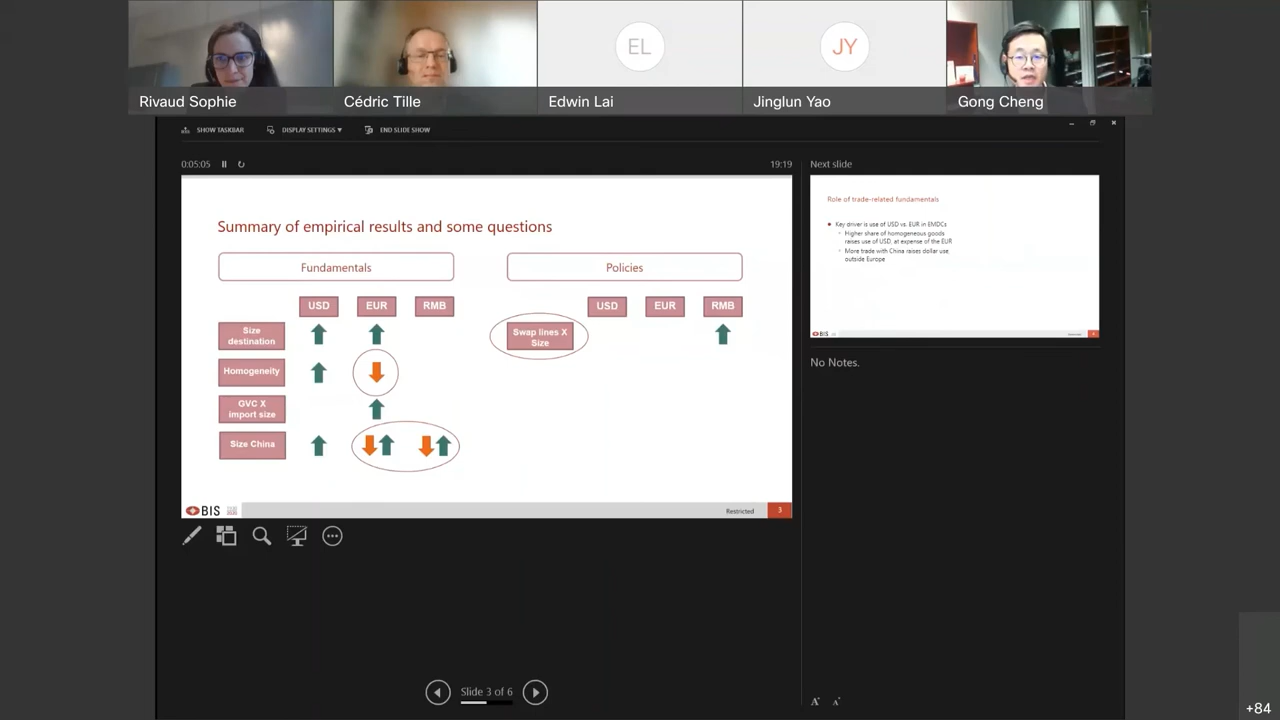 EL
JY
Rivaud Sophie
Cédric Tille
Edwin Lai
Jinglun Yao
Gong Cheng
SHOW TASKBAR
DISPLAY SETTINGS ▾
END SLIDE SHOW
0:05:05
19:19
Next slide
Summary of empirical results and some questions
Fundamentals
Policies
USD
EUR
RMB
USD
EUR
RMB
Size
destination
Swap lines X
Size
Homogeneity
GVC X
import size
Size China
BIS
Restricted
3
Role of trade-related fundamentals
Key driver is use of USD vs. EUR in EMDCs
Higher share of homogeneous goods
raises use of USD, at expense of the EUR
More trade with China raises dollar use,
outside Europe
BIS
No Notes.
Slide 3 of 6
A
A
+84